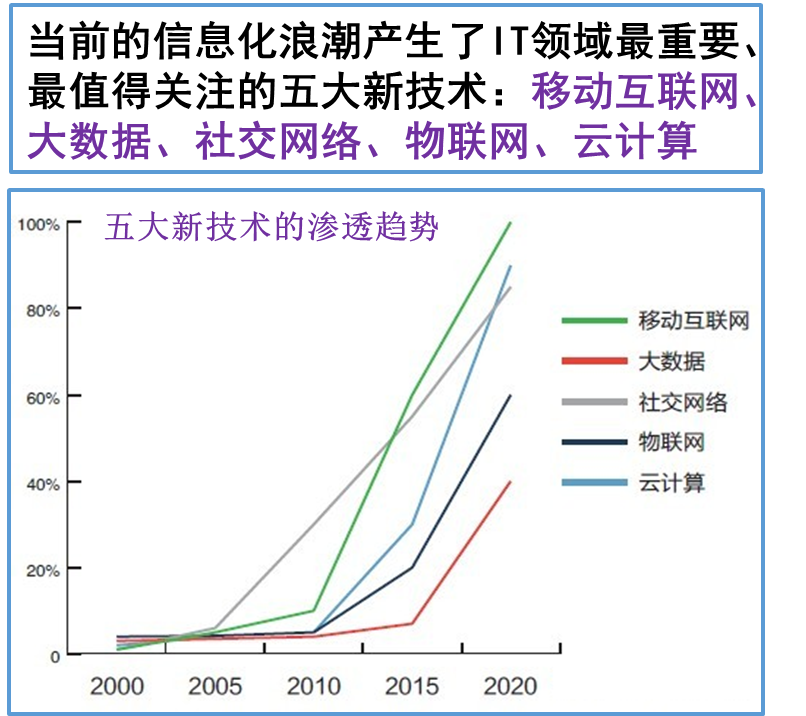 当前的信息化浪潮产生了IT领域最重要、
最值得关注的五大新技术：移动互联网、
大数据、社交网络、物联网、云计算
五大新技术的渗透趋势
100%
80%
60%
40%
20%
0
移动互联网
大数据
社交网络
物联网
云计算
2000 2005 2010 2015 2020